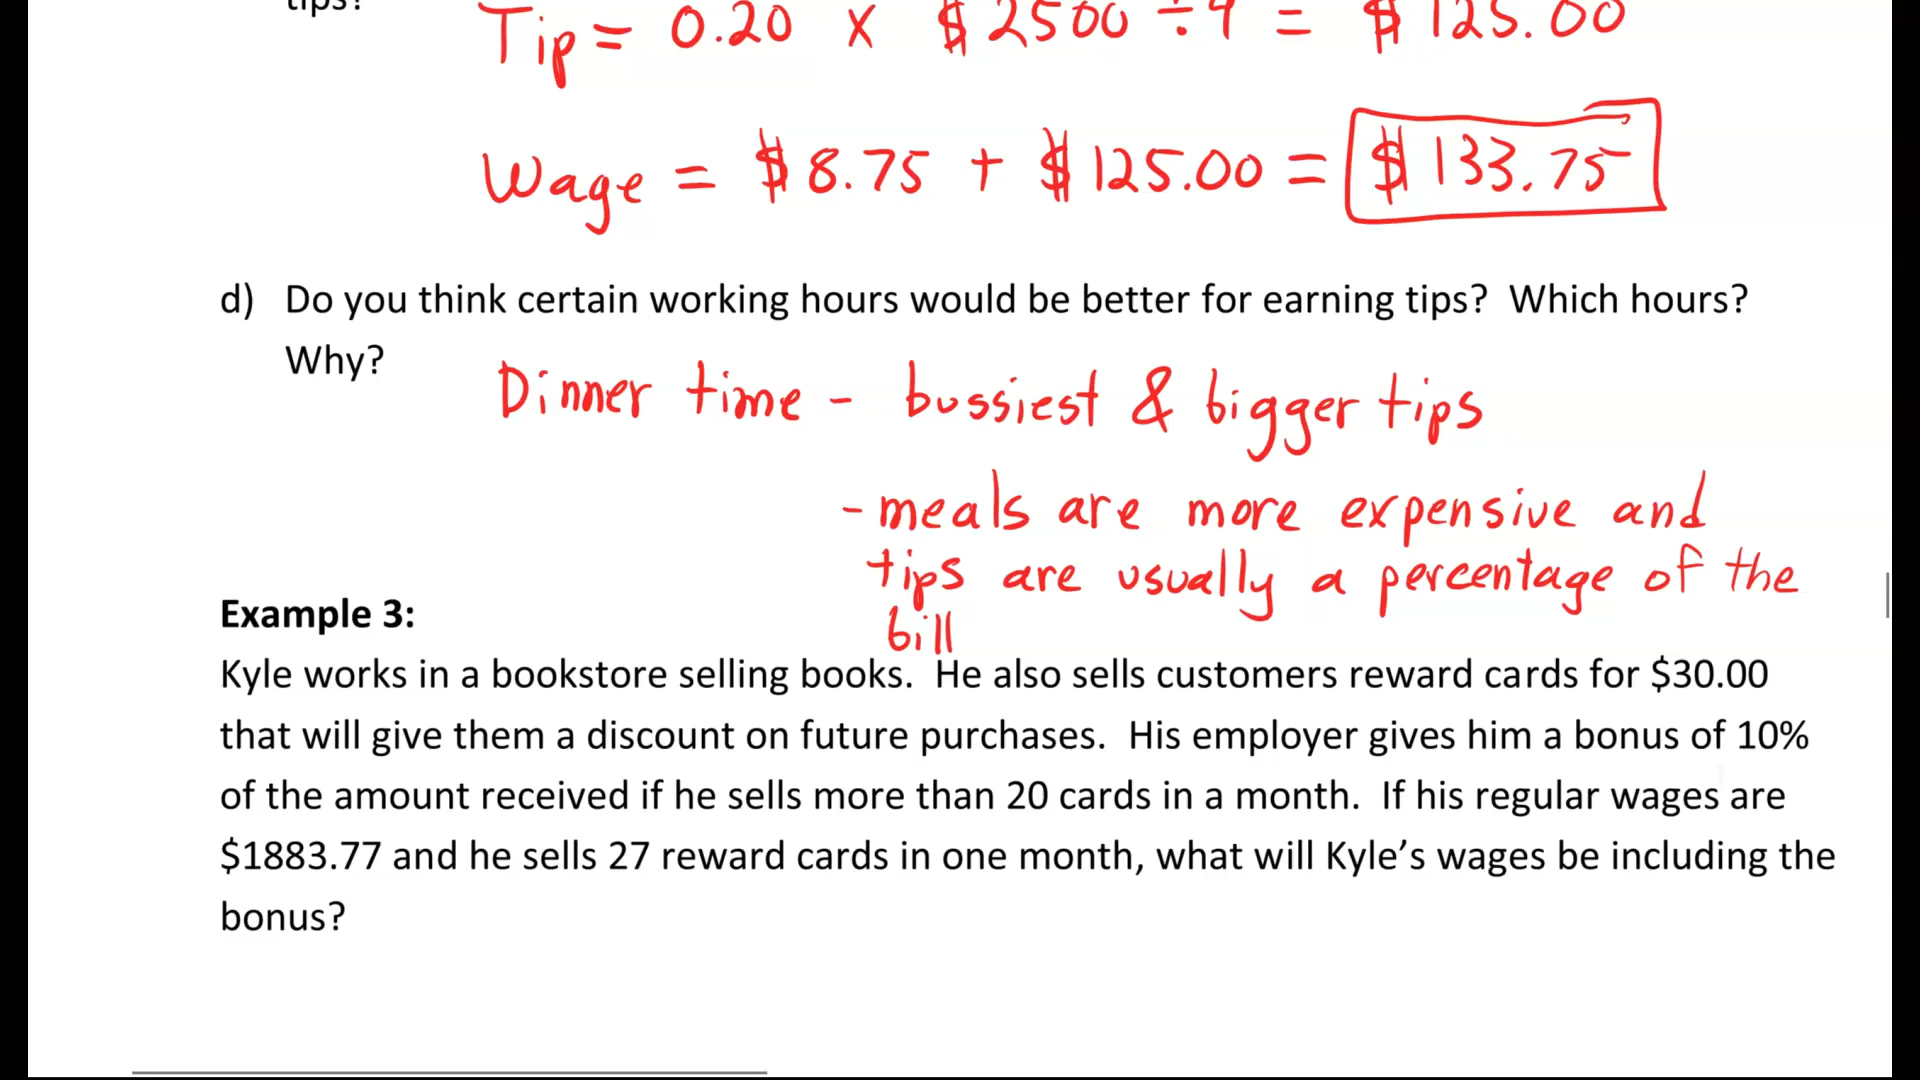 tips?
Tip = 0.20 x $2500 ÷ 4 = $125.00
Wage = $8.75 + $125.00 = $133.75
d) Do you think certain working hours would be better for earning tips? Which hours?
Why?
Dinner time - bussiest & bigger tips
- meals are more expensive and
tips are usually a percentage of the
bill
Example 3:
Kyle works in a bookstore selling books. He also sells customers reward cards for $30.00
that will give them a discount on future purchases. His employer gives him a bonus of 10%
of the amount received if he sells more than 20 cards in a month. If his regular wages are
$1883.77 and he sells 27 reward cards in one month, what will Kyle’s wages be including the
bonus?